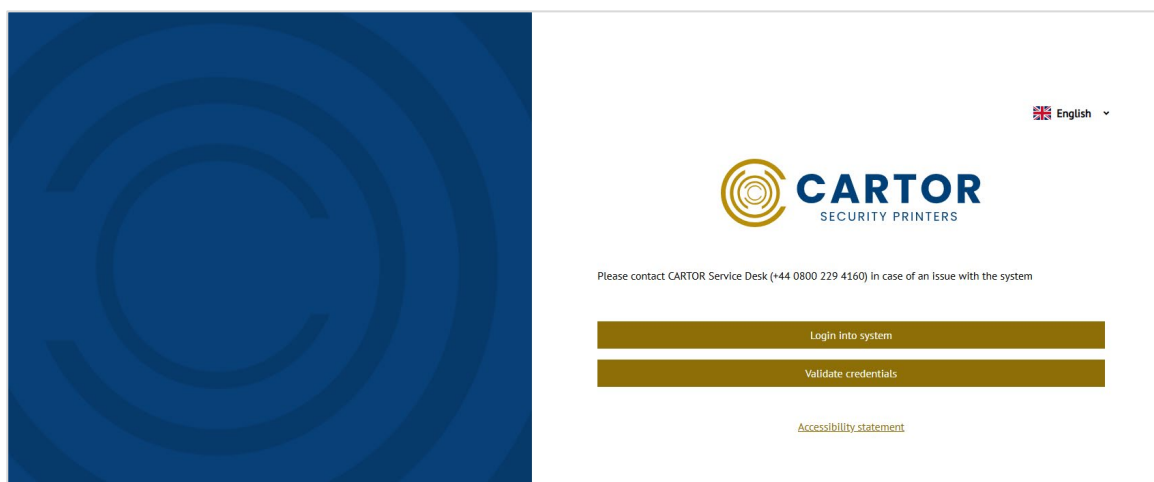 English
CARTOR
SECURITY PRINTERS
Please contact CARTOR Service Desk (+44 0800 229 4160) in case of an issue with the system
Login into system
Validate credentials
Accessibility statement